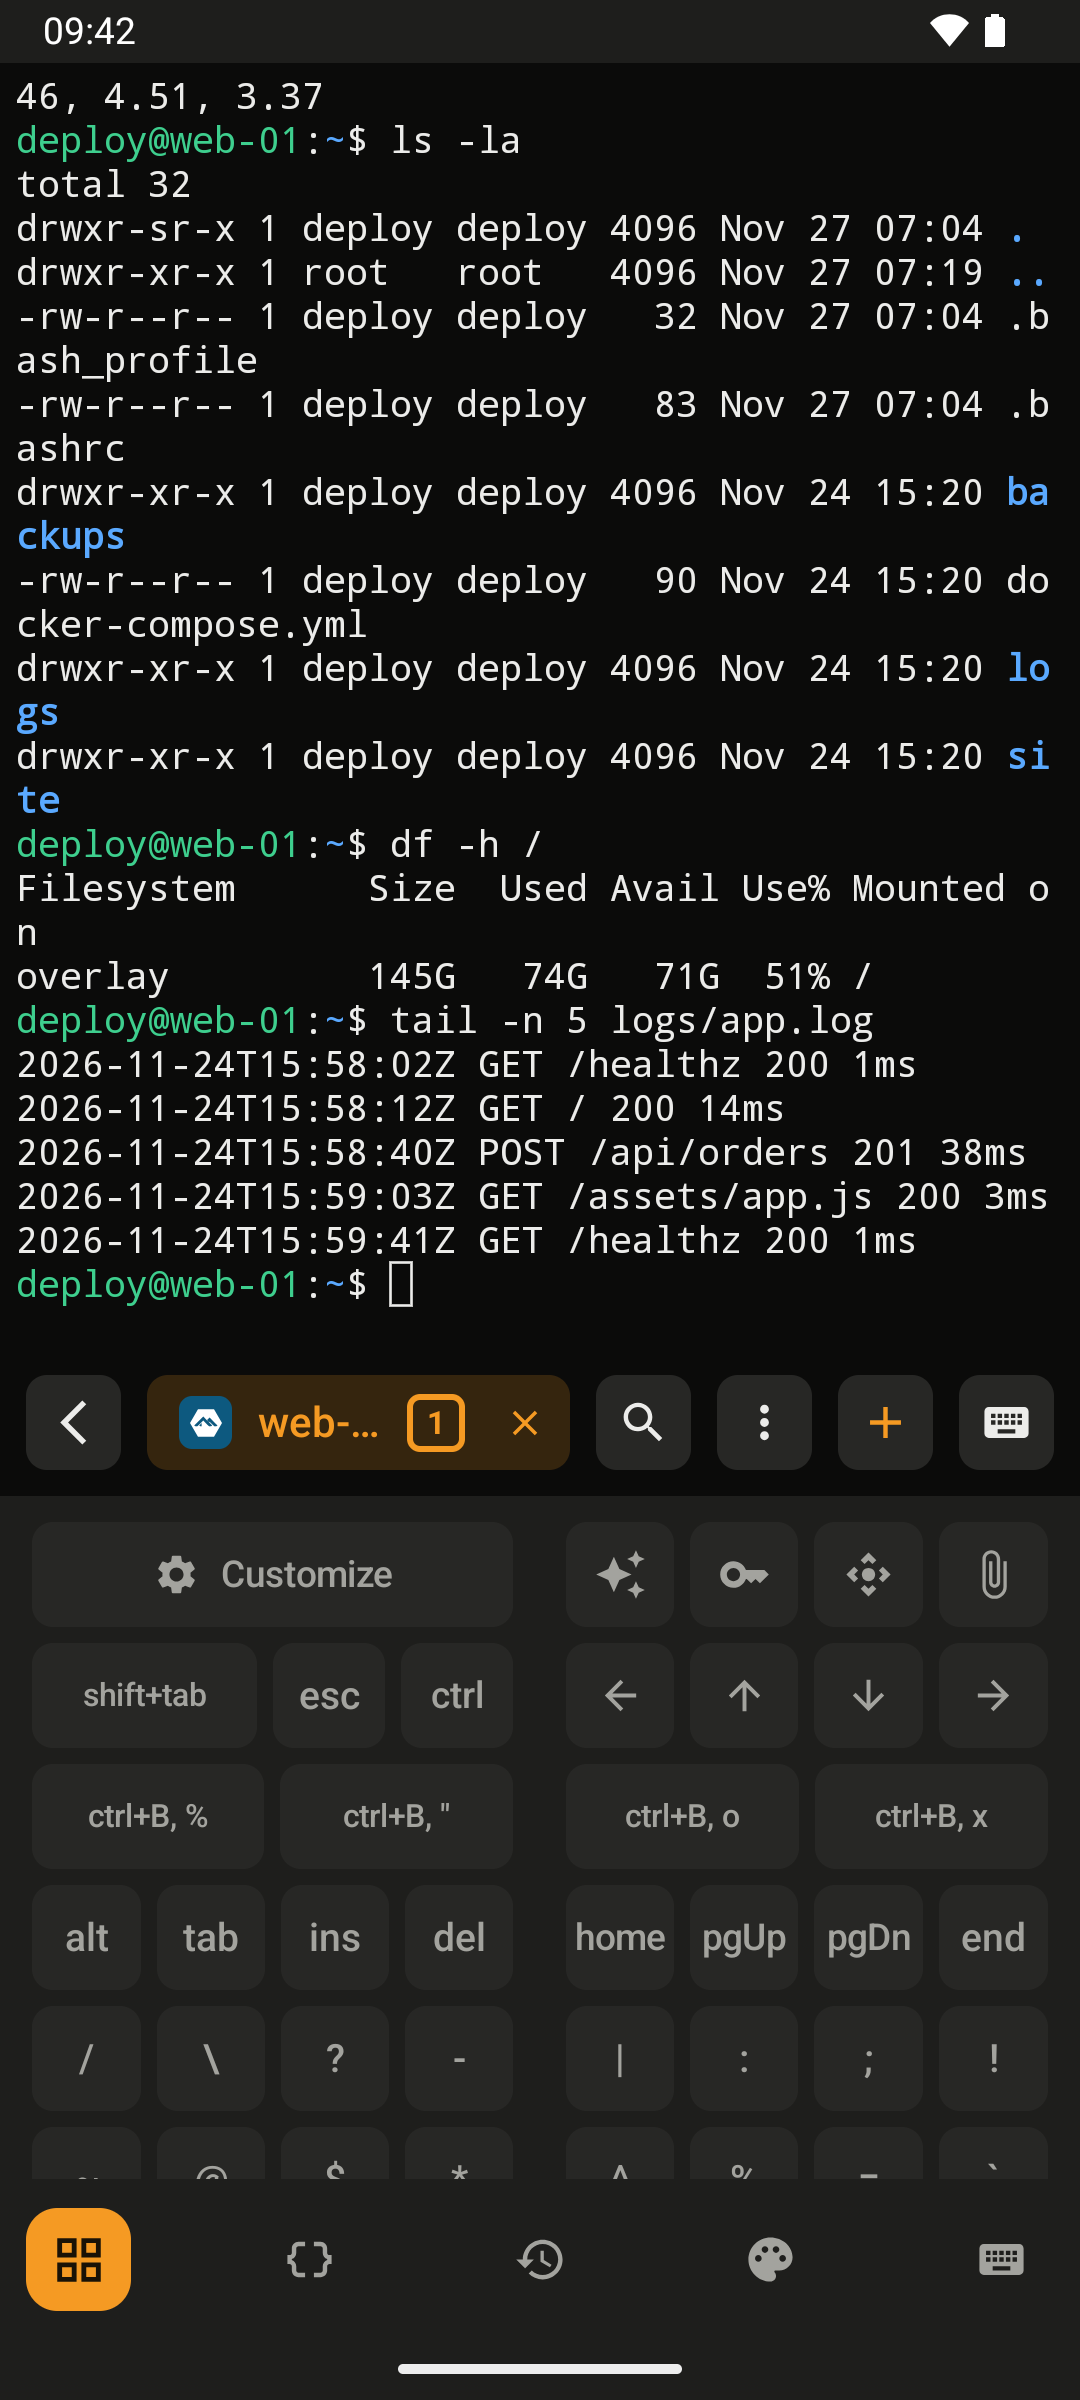 09:42
46, 4.51, 3.37
deploy@web-01:~$ ls -la
total 32
drwxr-sr-x 1 deploy deploy 4096 Nov 27 07:04 .
drwxr-xr-x 1 root   root   4096 Nov 27 07:19 ..
-rw-r--r-- 1 deploy deploy   32 Nov 27 07:04 .b
ash_profile
-rw-r--r-- 1 deploy deploy   83 Nov 27 07:04 .b
ashrc
drwxr-xr-x 1 deploy deploy 4096 Nov 24 15:20 ba
ckups
-rw-r--r-- 1 deploy deploy   90 Nov 24 15:20 do
cker-compose.yml
drwxr-xr-x 1 deploy deploy 4096 Nov 24 15:20 lo
gs
drwxr-xr-x 1 deploy deploy 4096 Nov 24 15:20 si
te
deploy@web-01:~$ df -h /
Filesystem      Size  Used Avail Use% Mounted o
n
overlay         145G   74G   71G  51% /
deploy@web-01:~$ tail -n 5 logs/app.log
2026-11-24T15:58:02Z GET /healthz 200 1ms
2026-11-24T15:58:12Z GET / 200 14ms
2026-11-24T15:58:40Z POST /api/orders 201 38ms
2026-11-24T15:59:03Z GET /assets/app.js 200 3ms
2026-11-24T15:59:41Z GET /healthz 200 1ms
deploy@web-01:~$
web-... 1
Customize
shift+tab esc ctrl
ctrl+B, % ctrl+B, " ctrl+B, o ctrl+B, x
alt tab ins del home pgUp pgDn end
/ \ ? - | : ; !
~ @ $ * ^ % = `